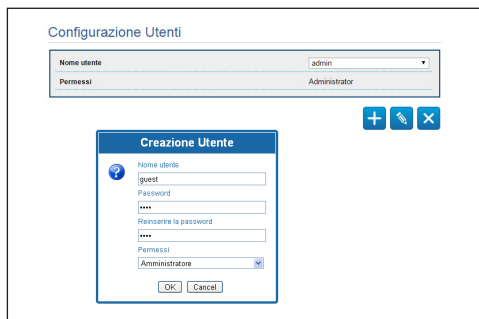 Configurazione Utenti
Nome utente admin
Permessi Administrator
Creazione Utente
Nome utente
guest
Password
••••
Reinserire la password
••••
Permessi
Amministratore
OK Cancel